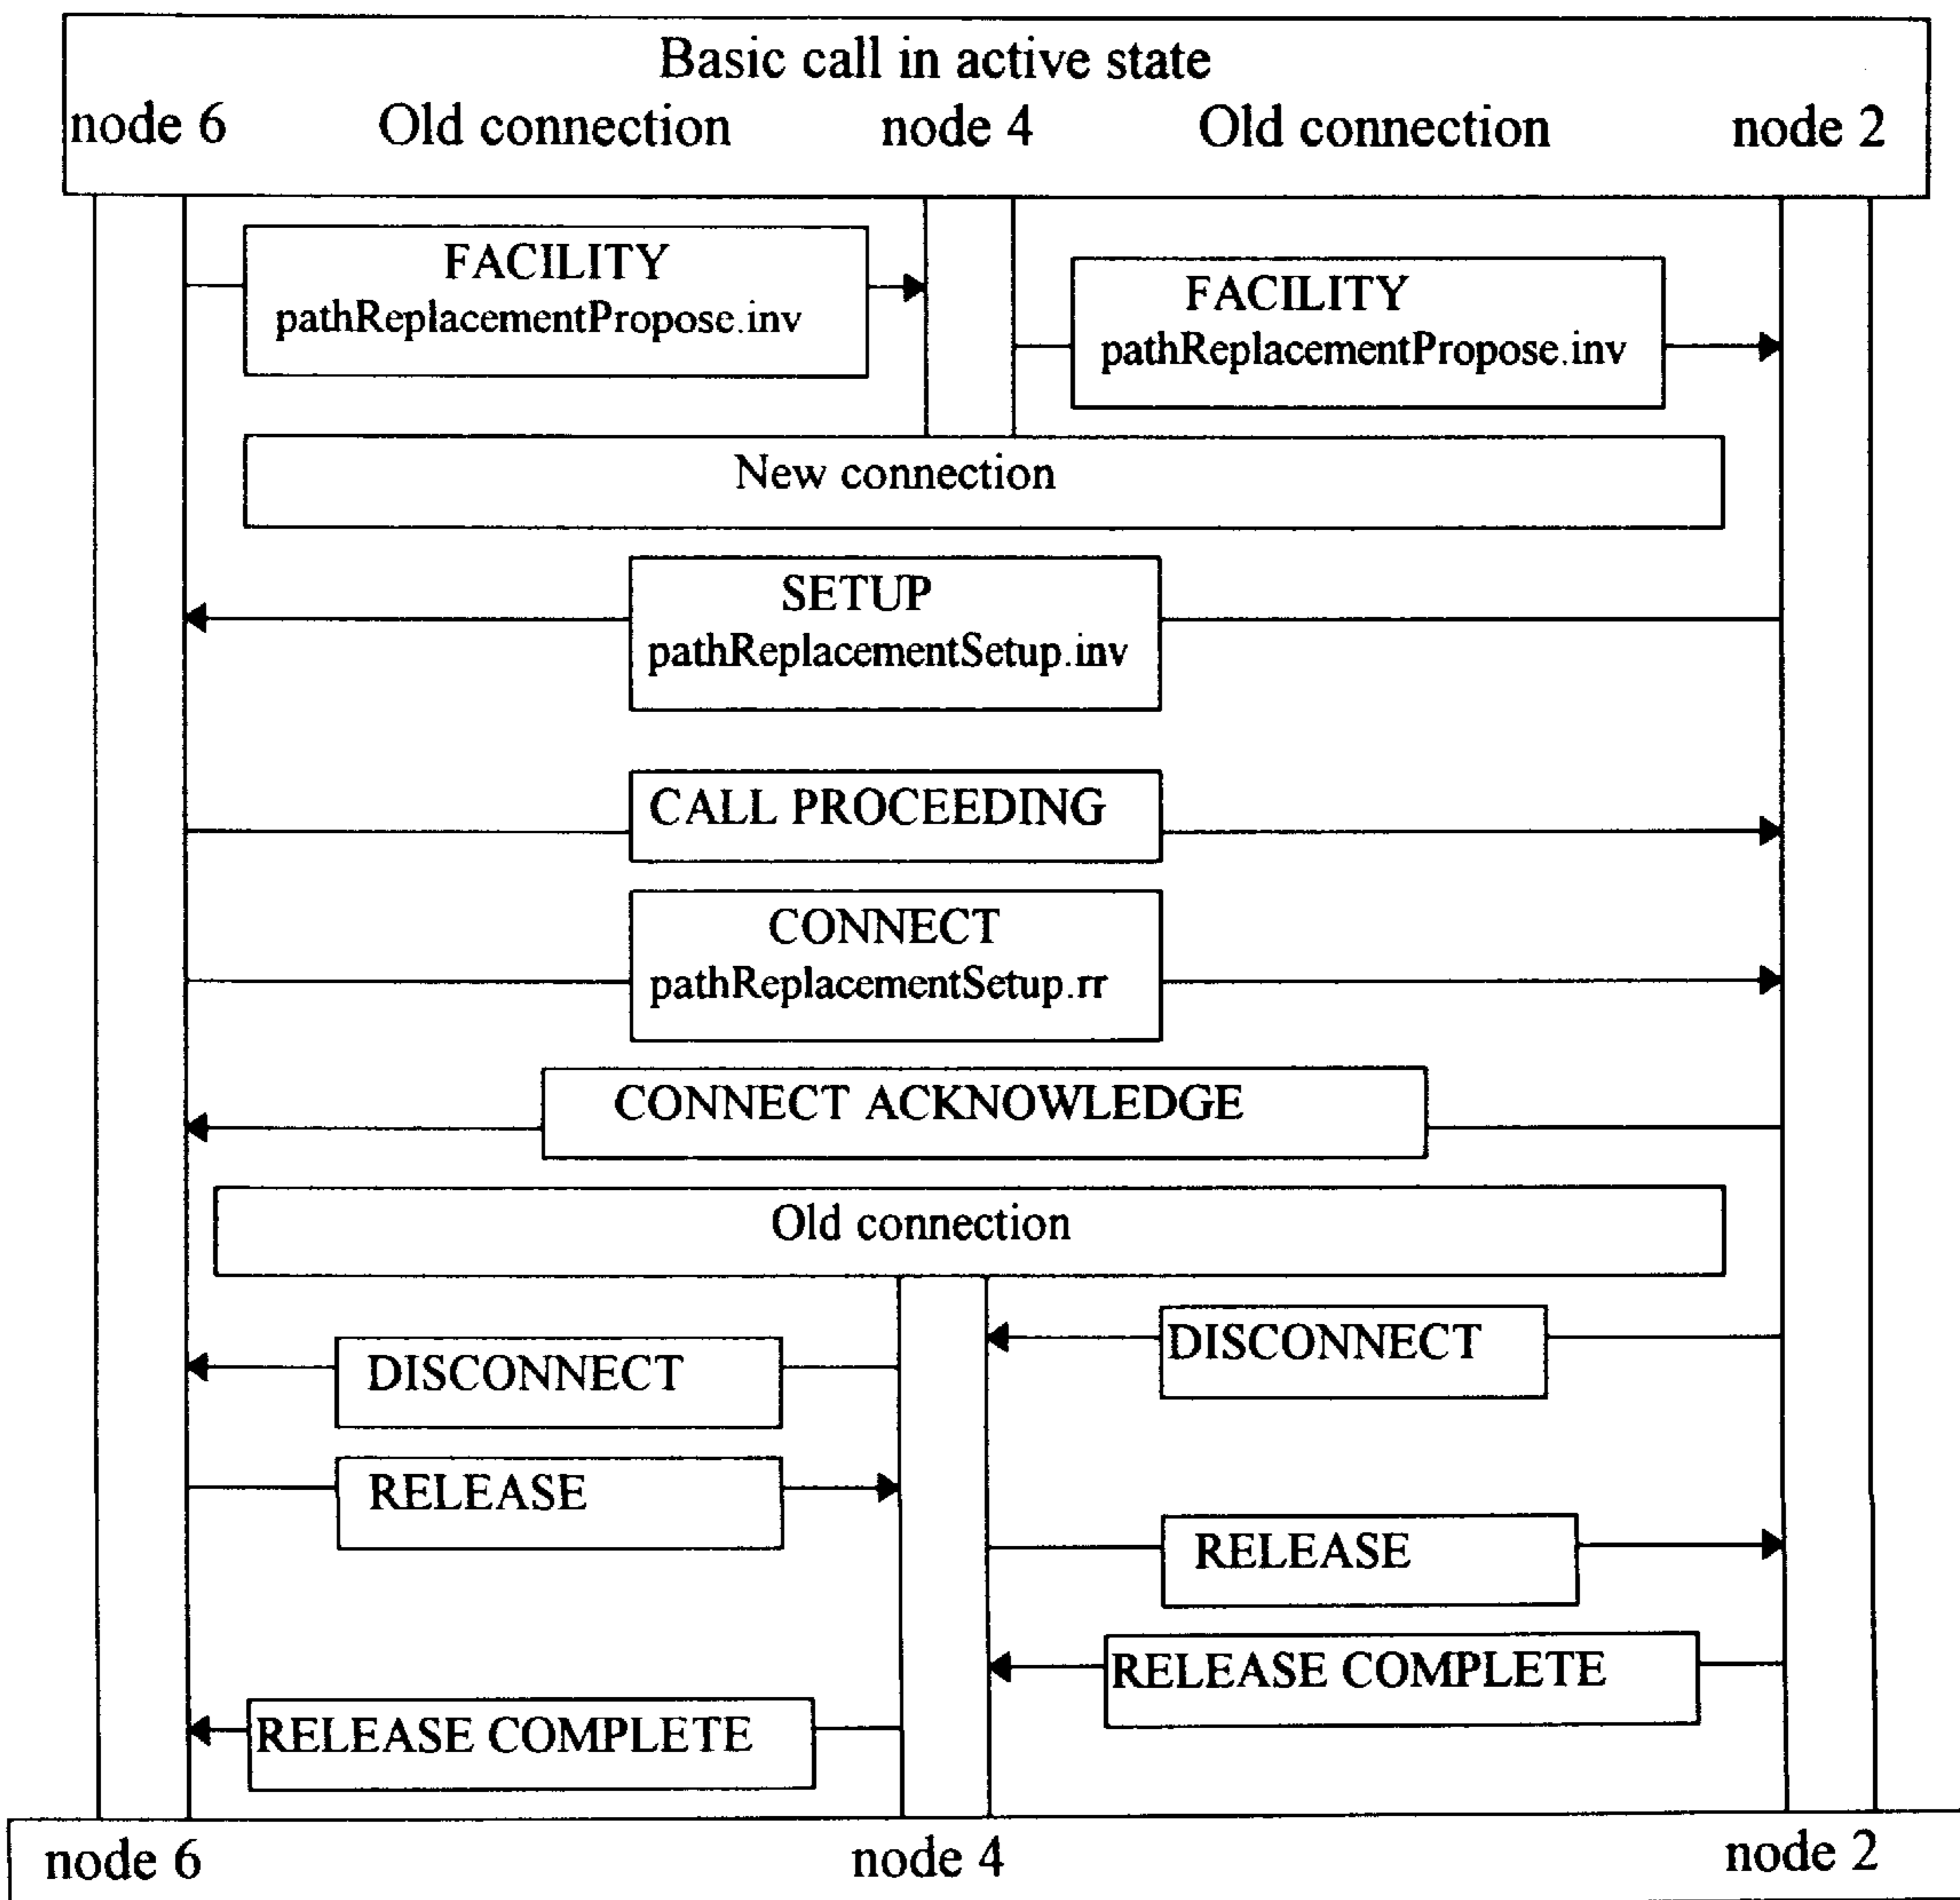 Basic call in active state
node 6 Old connection node 4 Old connection node 2
FACILITY
pathReplacementPropose.inv
FACILITY
pathReplacementPropose.inv
New connection
SETUP
pathReplacementSetup.inv
CALL PROCEEDING
CONNECT
pathReplacementSetup.rr
CONNECT ACKNOWLEDGE
Old connection
DISCONNECT
DISCONNECT
RELEASE
RELEASE
RELEASE COMPLETE
RELEASE COMPLETE
node 6 node 4 node 2